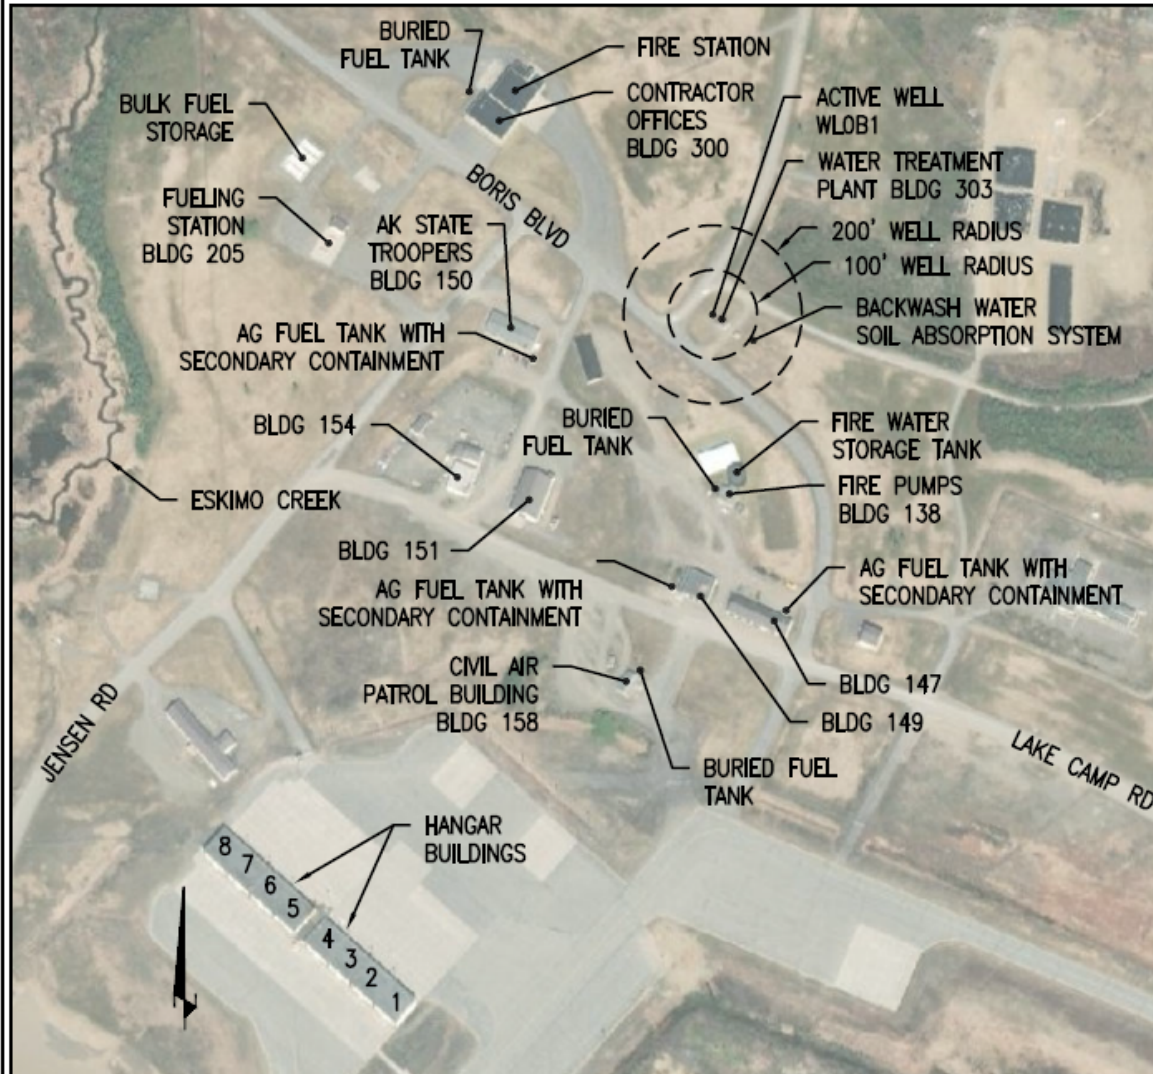 BURIED
FUEL TANK
FIRE STATION
CONTRACTOR
OFFICES
BLDG 300
ACTIVE WELL
WLOB1
BULK FUEL
STORAGE
WATER TREATMENT
PLANT BLDG 303
BORIS BLVD
FUELING
STATION
BLDG 205
AK STATE
TROOPERS
BLDG 150
200' WELL RADIUS
100' WELL RADIUS
BACKWASH WATER
SOIL ABSORPTION SYSTEM
AG FUEL TANK WITH
SECONDARY CONTAINMENT
BLDG 154
BURIED
FUEL TANK
FIRE WATER
STORAGE TANK
ESKIMO CREEK
FIRE PUMPS
BLDG 138
BLDG 151
AG FUEL TANK WITH
SECONDARY CONTAINMENT
AG FUEL TANK WITH
SECONDARY CONTAINMENT
CIVIL AIR
PATROL BUILDING
BLDG 158
BLDG 147
BLDG 149
JENSEN RD
LAKE CAMP RD
BURIED FUEL
TANK
HANGAR
BUILDINGS
8
7
6
5
4
3
2
1
N